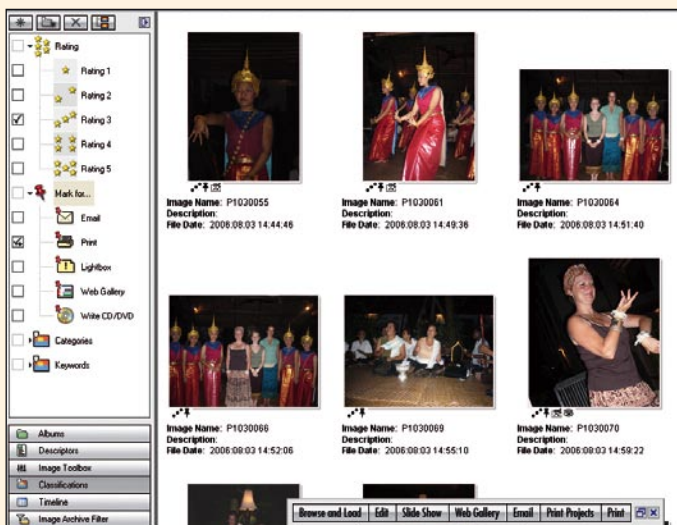 Rating
Rating 1
Rating 2
Rating 3
Rating 4
Rating 5
Mark for...
Email
Print
Lightbox
Web Gallery
Write CD/DVD
Categories
Keywords
Albums
Descriptors
Image Toolbox
Classifications
Timeline
Image Archive Filter
Image Name: P1030055
Description:
File Date: 2006:08:03 14:44:46
Image Name: P1030061
Description:
File Date: 2006:08:03 14:49:36
Image Name: P1030064
Description:
File Date: 2006:08:03 14:51:40
Image Name: P1030066
Description:
File Date: 2006:08:03 14:52:06
Image Name: P1030069
Description:
File Date: 2006:08:03 14:55:10
Image Name: P1030070
Description:
File Date: 2006:08:03 14:59:22
Browse and Load Edit Slide Show Web Gallery Email Print Projects Print